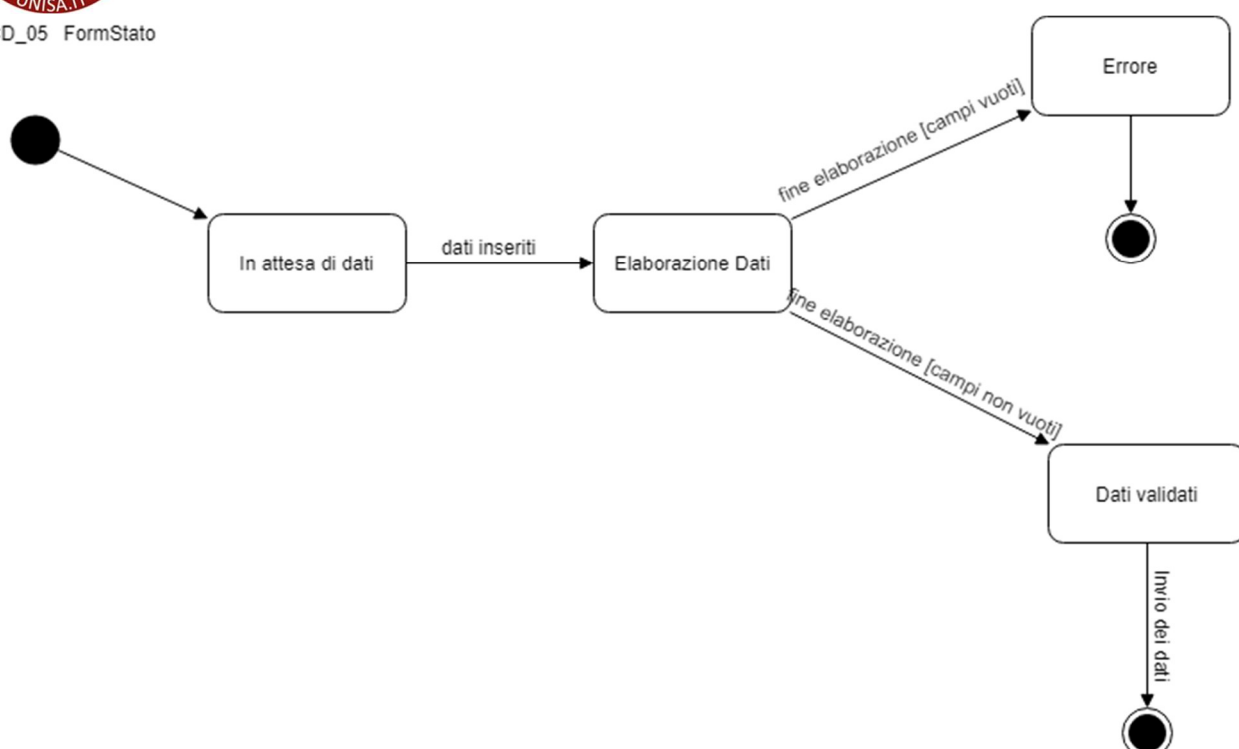 UNISA.IT
D_05 FormStato
Errore
fine elaborazione [campi vuoti]
In attesa di dati
dati inseriti
Elaborazione Dati
fine elaborazione [campi non vuoti]
Dati validati
Invio dei dati